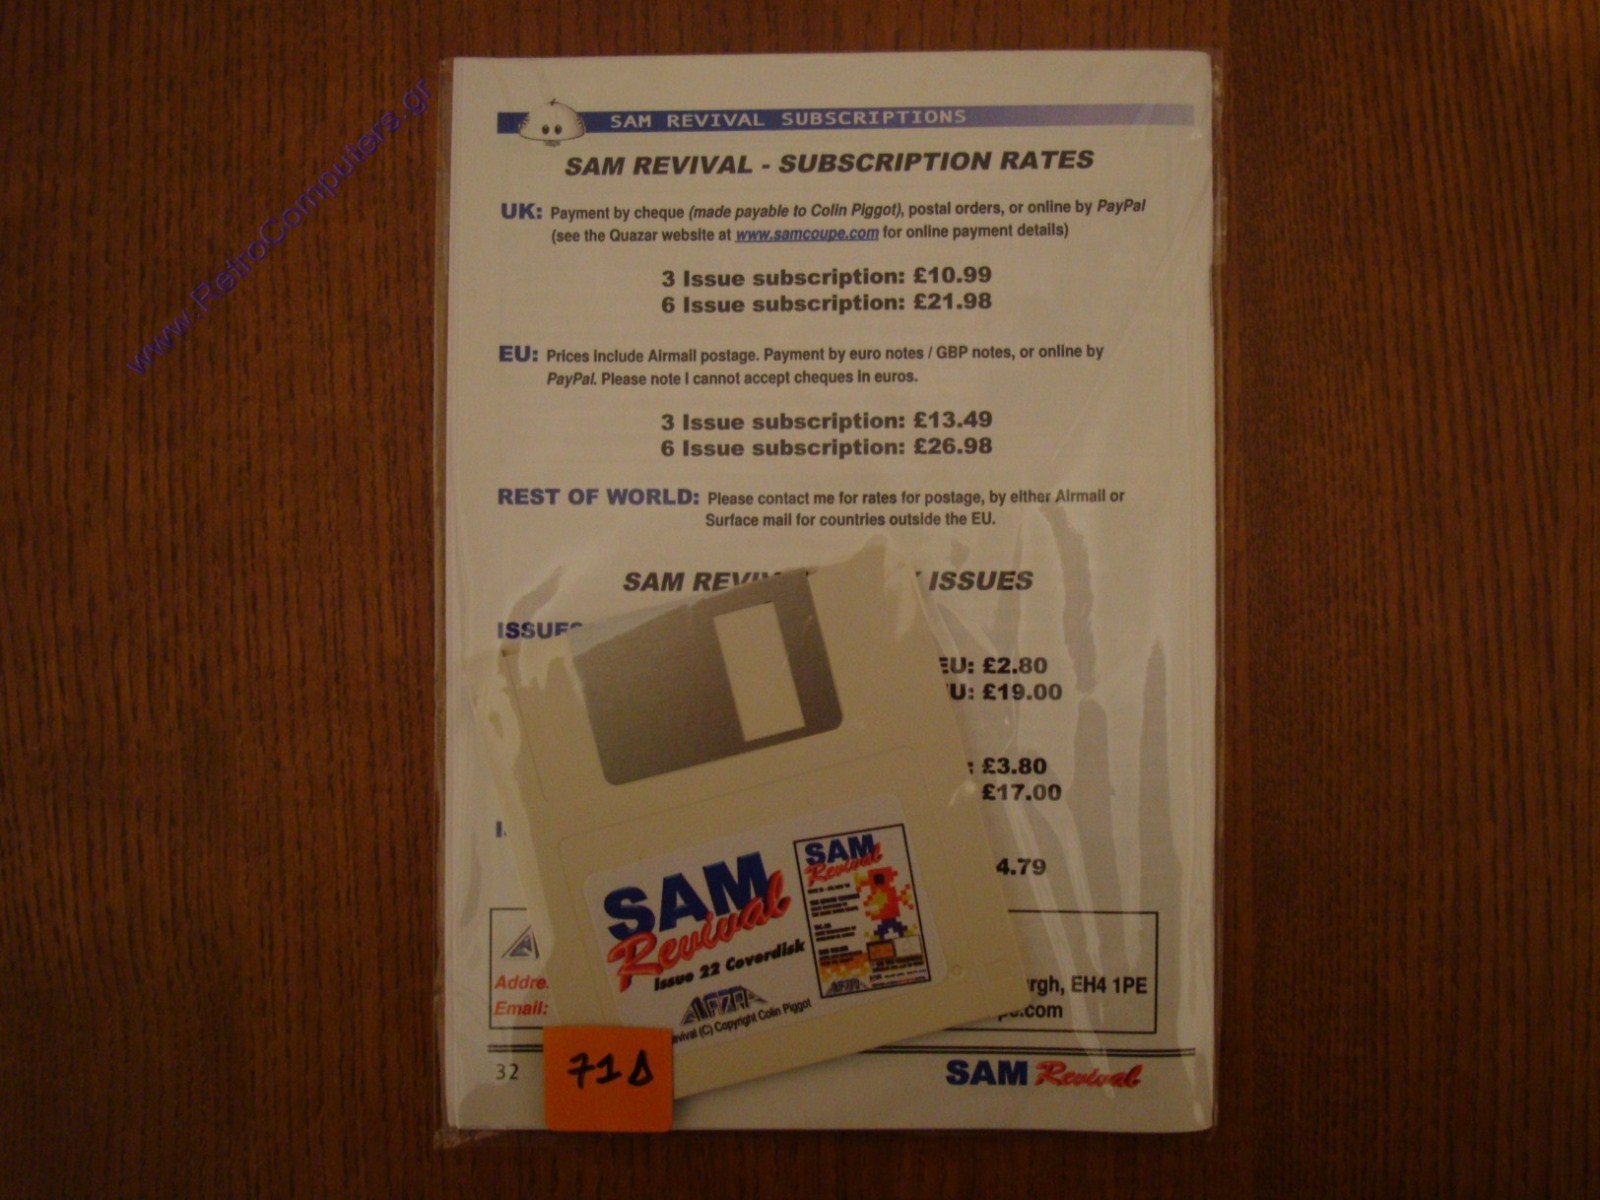 www.RetroComputers.gr
SAM REVIVAL SUBSCRIPTIONS
SAM REVIVAL - SUBSCRIPTION RATES
UK: Payment by cheque (made payable to Colin Piggot), postal orders, or online by PayPal
(see the Quazar website at www.samcoupe.com for online payment details)
3 Issue subscription: £10.99
6 Issue subscription: £21.98
EU: Prices include Airmail postage. Payment by euro notes / GBP notes, or online by
PayPal. Please note I cannot accept cheques in euros.
3 Issue subscription: £13.49
6 Issue subscription: £26.98
REST OF WORLD: Please contact me for rates for postage, by either Airmail or
Surface mail for countries outside the EU.
SAM ISSUES
EU: £2.80
£19.00
: £3.80
£17.00
4.79
EH4 1PE
Email:
.com
SAM
Revival
Issue 22 Coverdisk
(C) Copyright Colin Piggot
SAM
Revival
71Δ
32
SAM Revival